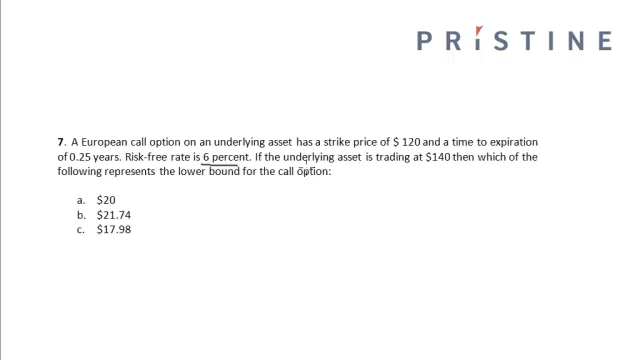 PRiSTINE
7. A European call option on an underlying asset has a strike price of $ 120 and a time to expiration
of 0.25 years. Risk-free rate is 6 percent. If the underlying asset is trading at $140 then which of the
following represents the lower bound for the call option:
a. $20
b. $21.74
c. $17.98